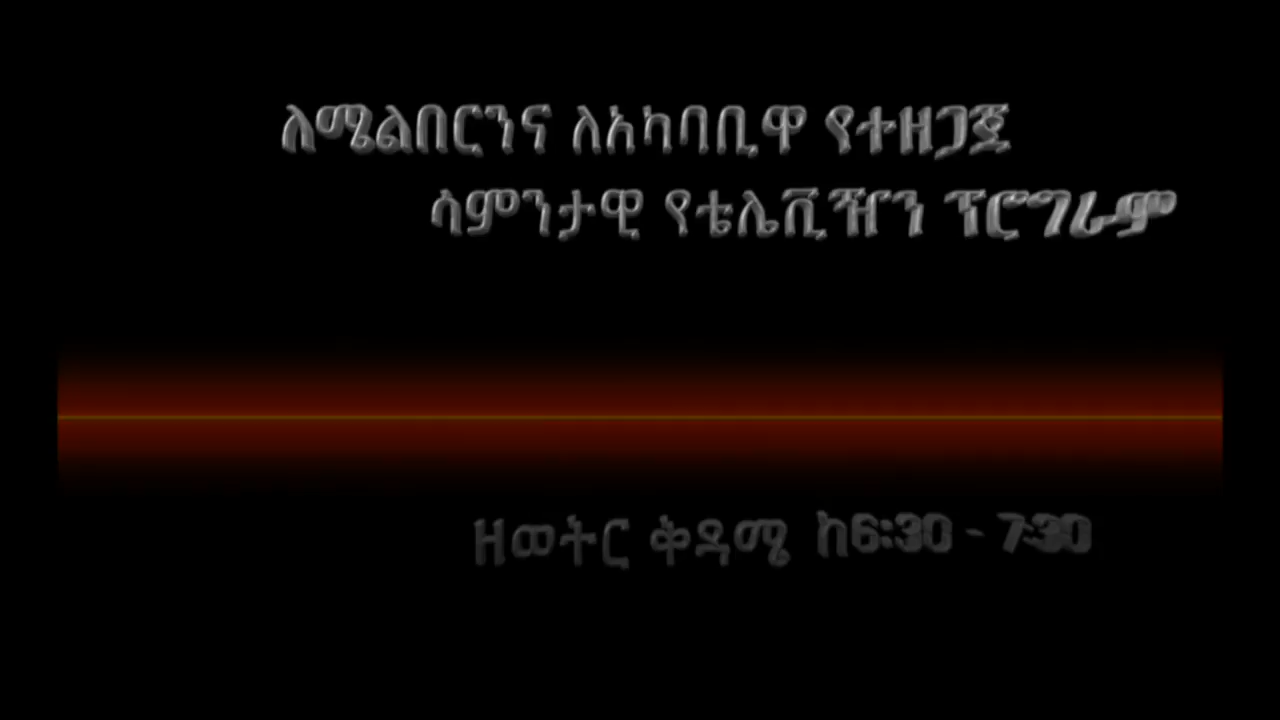 ለሜልበርንና ለአካባቢዋ የተዘጋጀ
ሳምንታዊ የቴሌቪዥን ፕሮግራም
ዘወትር ቅዳሜ ከ6:30 - 7:30